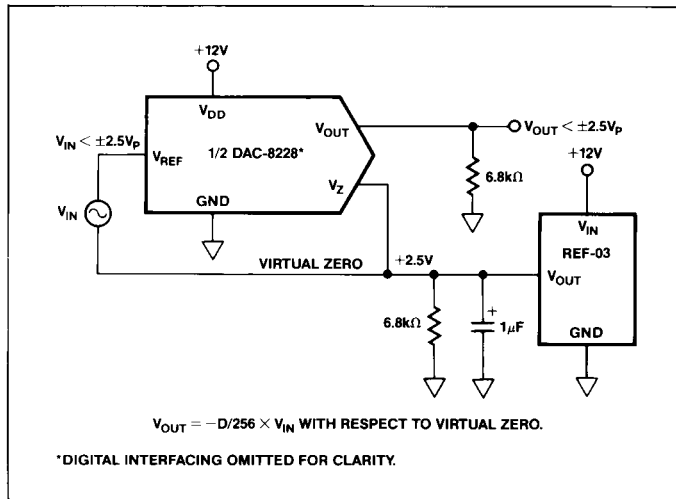 +12V
V_DD
V_IN < ±2.5V_P
V_REF
1/2 DAC-8228*
V_OUT
V_OUT < ±2.5V_P
V_Z
GND
V_IN
6.8kΩ
+12V
V_IN
REF-03
V_OUT
GND
VIRTUAL ZERO
+2.5V
6.8kΩ
+
1μF
V_OUT = −D/256 × V_IN WITH RESPECT TO VIRTUAL ZERO.
*DIGITAL INTERFACING OMITTED FOR CLARITY.